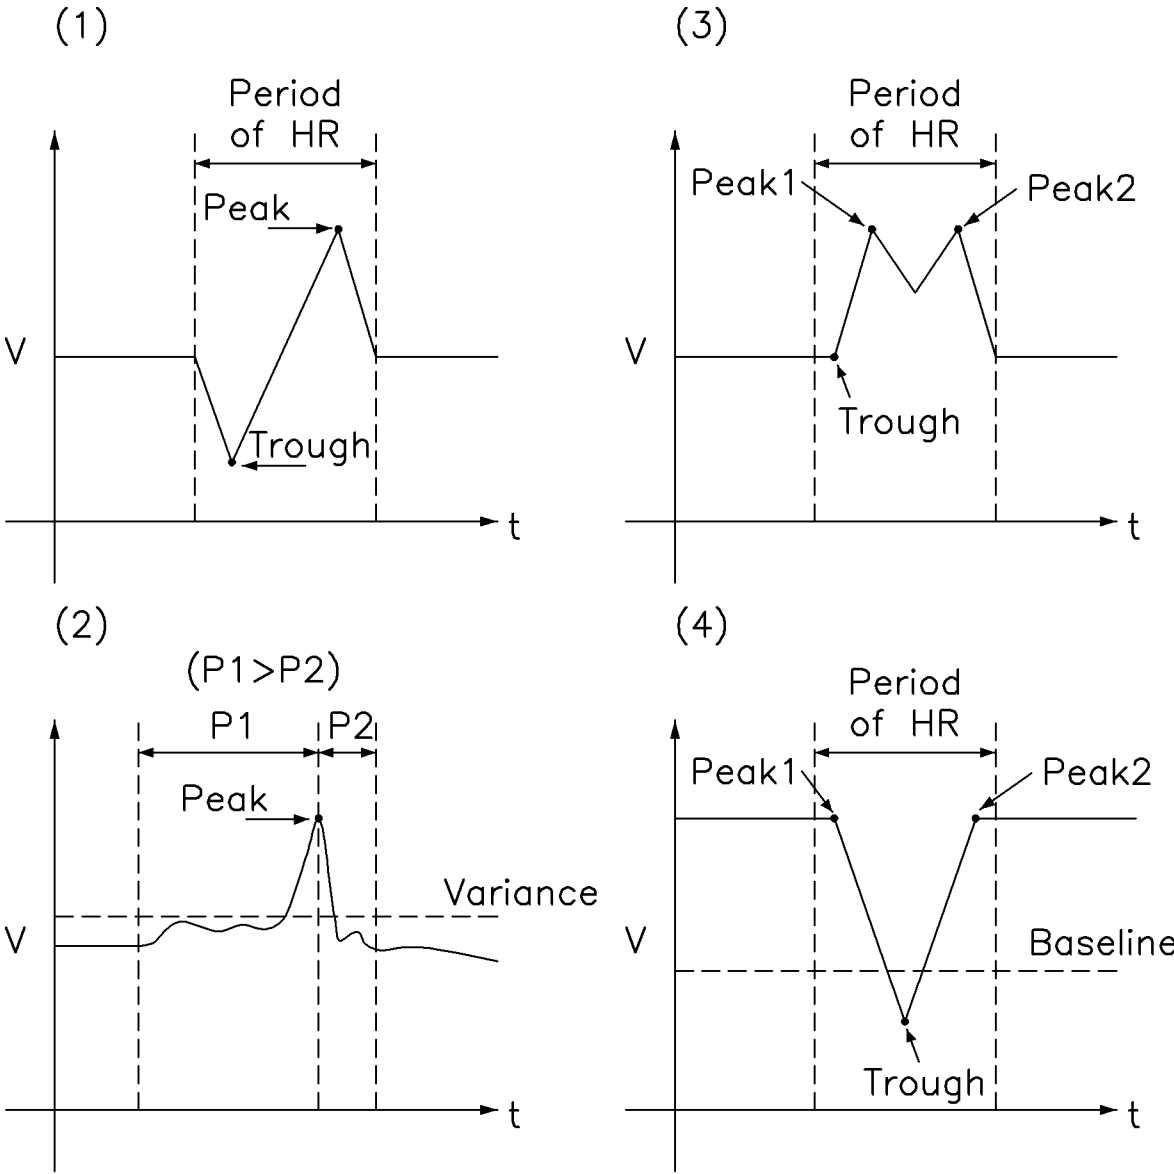 (1)
Period
of HR
Peak
V
Trough
t
(3)
Period
of HR
Peak1
Peak2
V
Trough
t
(2)
(P1>P2)
P1
P2
Peak
Variance
V
t
(4)
Period
of HR
Peak1
Peak2
V
Baseline
Trough
t